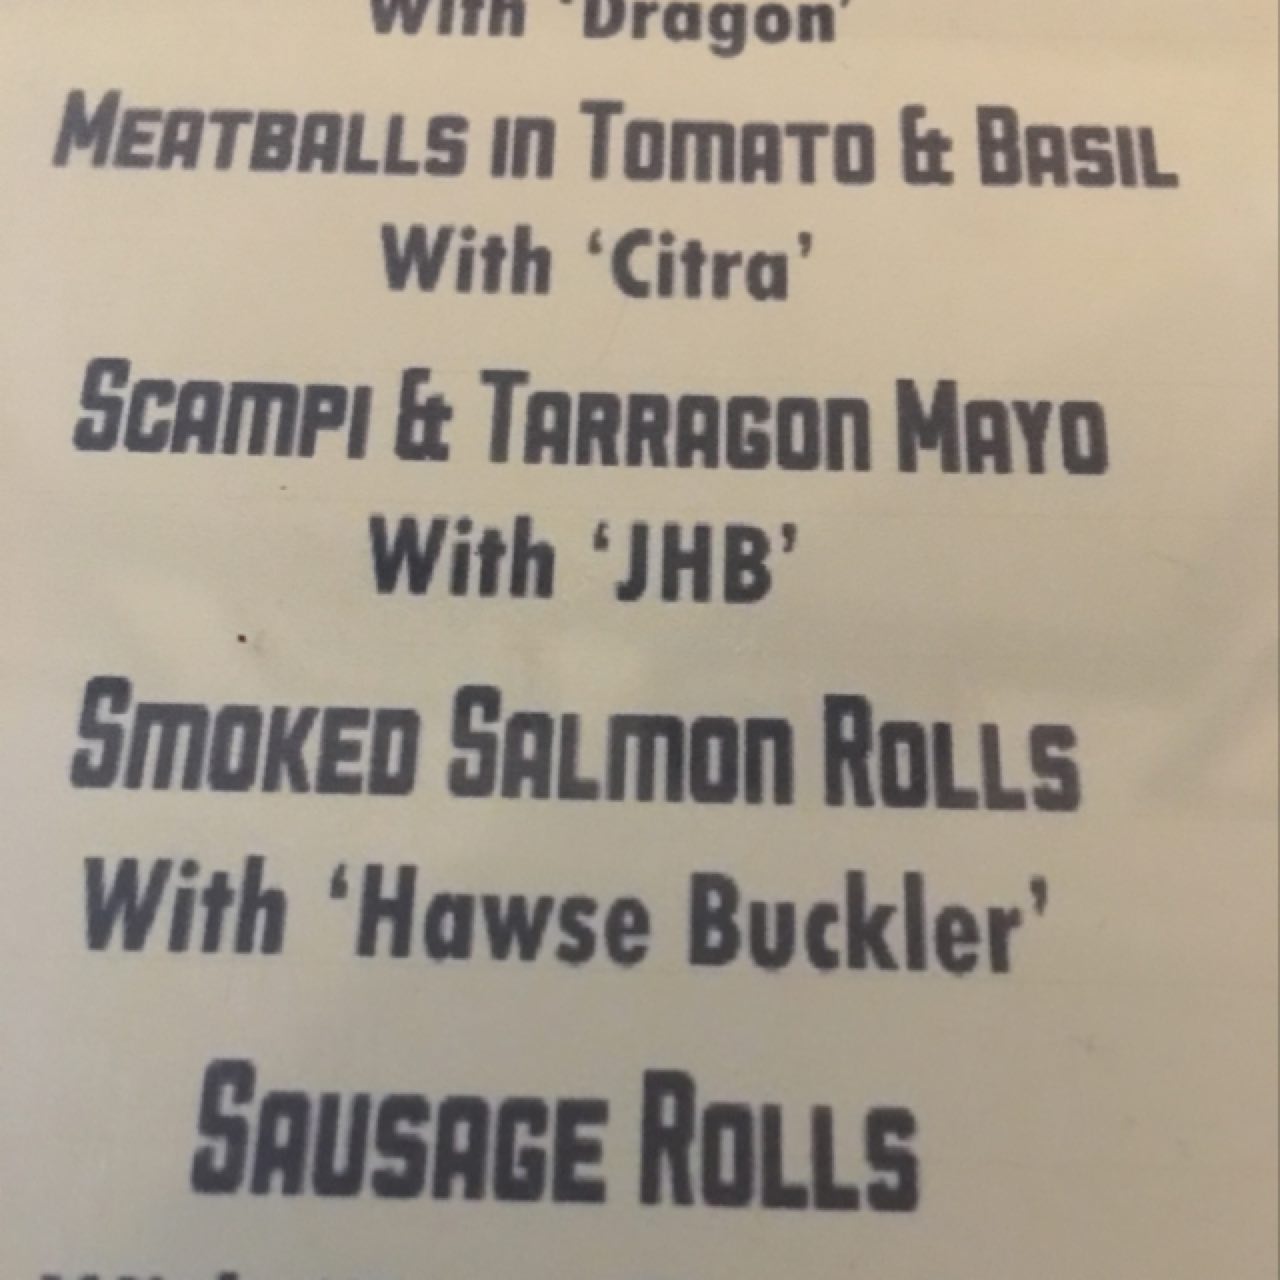 With 'Dragon'
MEATBALLS in TOMATO & BASIL
With ‘Citra’
SCAMPI & TARRAGON MAYO
With ‘JHB’
SMOKED SALMON ROLLS
With ‘Hawse Buckler’
SAUSAGE ROLLS